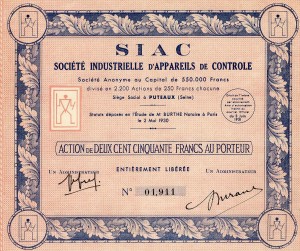 SIAC
SOCIÉTÉ INDUSTRIELLE D'APPAREILS DE CONTROLE
Société Anonyme au Capital de 550.000 Francs
divisé en 2.200 Actions de 250 Francs chacune
Siège Social à PUTEAUX (Seine)
Statuts déposés en l'Étude de Me BURTHE Notaire à Paris
le 2 Mai 1930
ACTION DE DEUX CENT CINQUANTE FRANCS AU PORTEUR
ENTIÈREMENT LIBÉRÉE
Un Administrateur
Un Administrateur
No 01,911